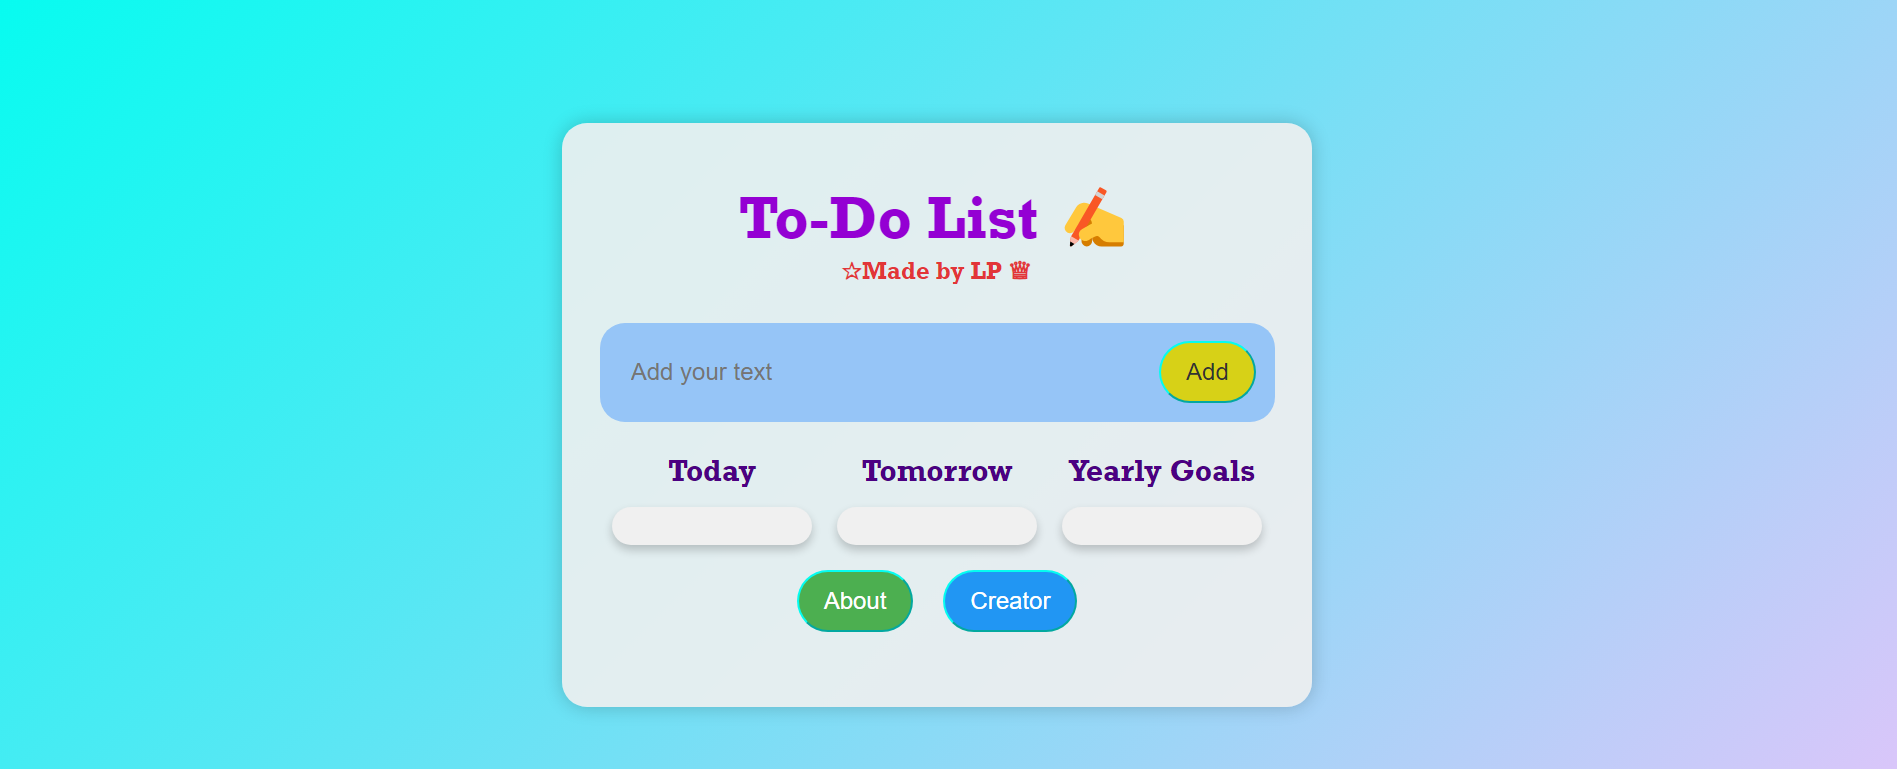 To-Do List ✍️
☆Made by LP ♕
Add your text
Add
Today
Tomorrow
Yearly Goals
About
Creator